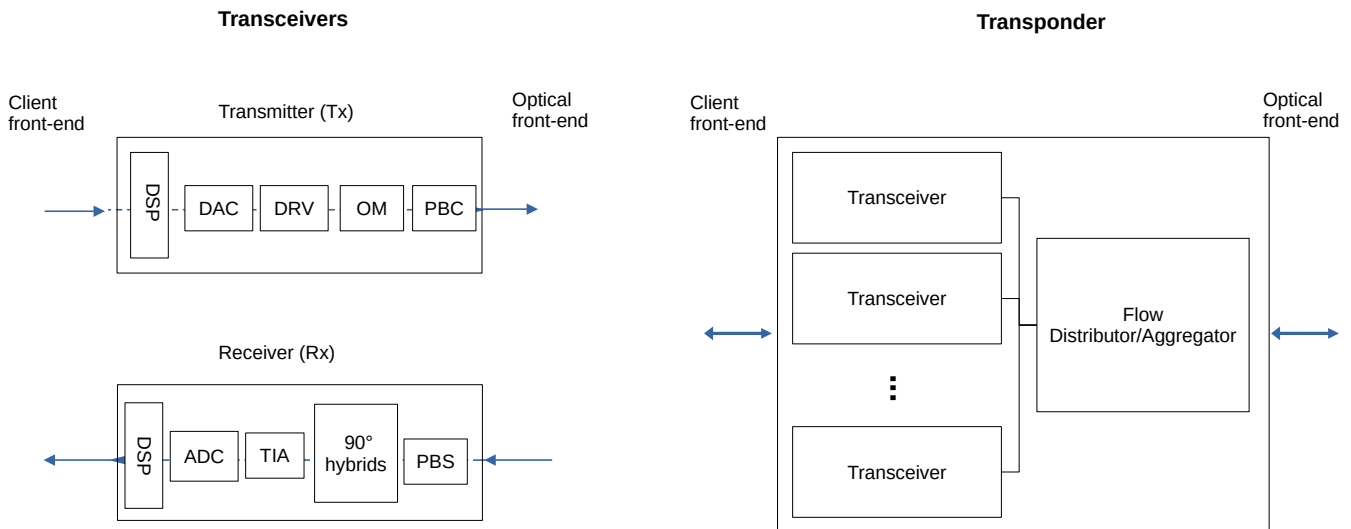 Transceivers
Transponder
Client
front-end
Transmitter (Tx)
Optical
front-end
DSP
DAC
DRV
OM
PBC
Receiver (Rx)
DSP
ADC
TIA
90°
hybrids
PBS
Client
front-end
Optical
front-end
Transceiver
Transceiver
...
Transceiver
Flow
Distributor/Aggregator